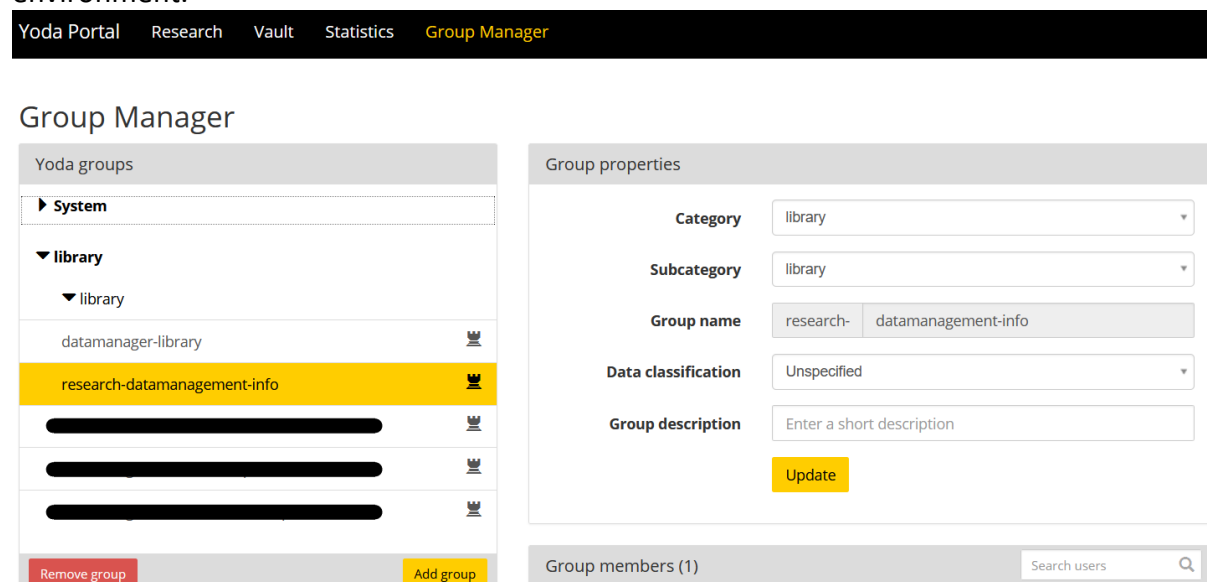 environment.
Yoda Portal Research Vault Statistics Group Manager
Group Manager
Yoda groups
System
library
library
datamanager-library
research-datamanagement-info
Remove group Add group
Group properties
Category library
Subcategory library
Group name research- datamanagement-info
Data classification Unspecified
Group description Enter a short description
Update
Group members (1) Search users